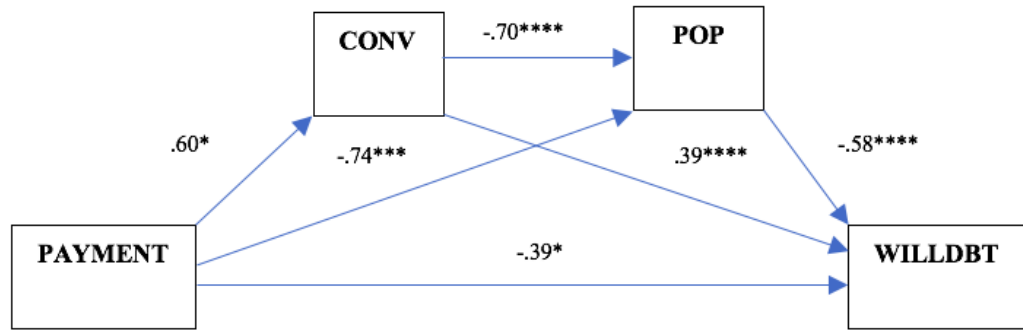 CONV
-.70****
POP
.60*
-.74***
.39****
-.58****
PAYMENT
-.39*
WILLDBT